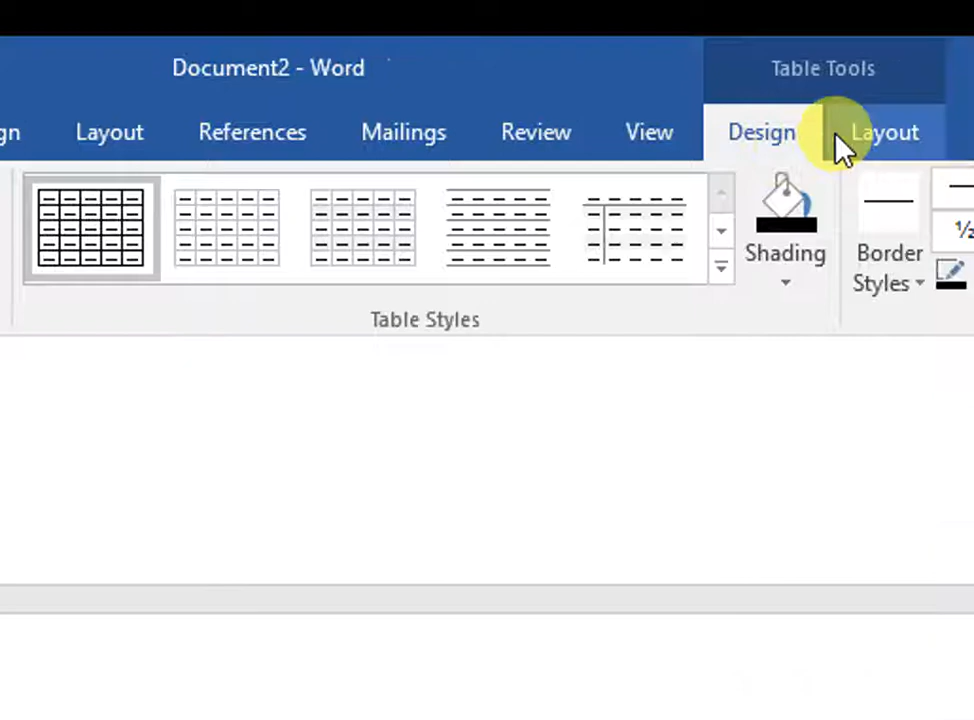 Document2 - Word
Table Tools
gn Layout References Mailings Review View Design Layout
Shading
Border
Styles
½
Table Styles